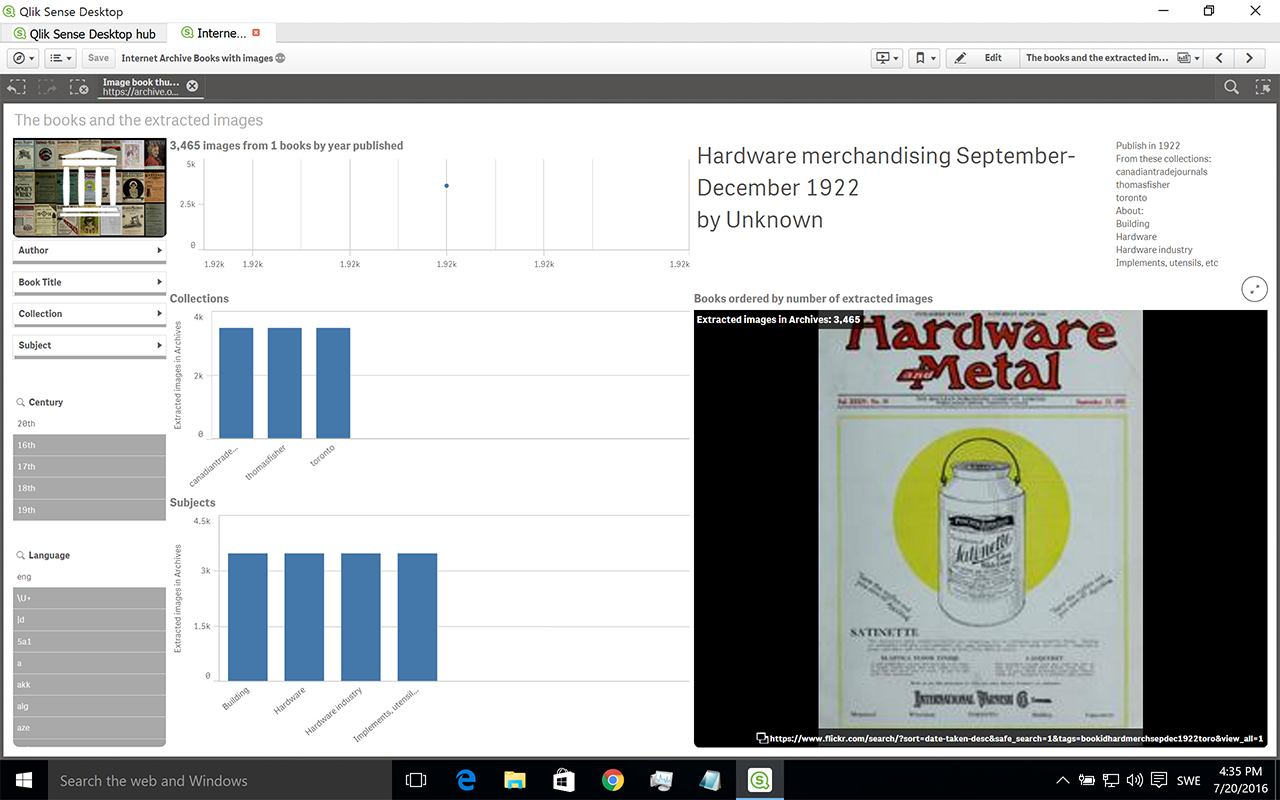 Qlik Sense Desktop
Qlik Sense Desktop hub
Interne...
Save
Internet Archive Books with images
Edit
The books and the extracted im...
Image book thu...
https://archive.o...
The books and the extracted images
Author
Book Title
Collection
Subject
Century
20th
16th
17th
18th
19th
Language
eng
\U+
|d
5a1
a
akk
alg
aze
3,465 images from 1 books by year published
5k
2.5k
0
1.92k 1.92k 1.92k 1.92k 1.92k 1.92k
Collections
Extracted images in Archives
4k
2k
0
canadiantrade...
thomasfisher
toronto
Subjects
Extracted images in Archives
4.5k
3k
1.5k
0
Building
Hardware
Hardware industry
Implements, utensil...
Hardware merchandising September-
December 1922
by Unknown
Publish in 1922
From these collections:
canadiantradejournals
thomasfisher
toronto
About:
Building
Hardware
Hardware industry
Implements, utensils, etc
Books ordered by number of extracted images
Extracted images in Archives: 3,465
Hardware
and
Metal
Satinette
SATINETTE
INTERNATIONAL VARNISH CO.
https://www.flickr.com/search/?sort=date-taken-desc&safe_search=1&tags=bookidhardmerchsepdec1922toro&view_all=1
Search the web and Windows
SWE
4:35 PM
7/20/2016